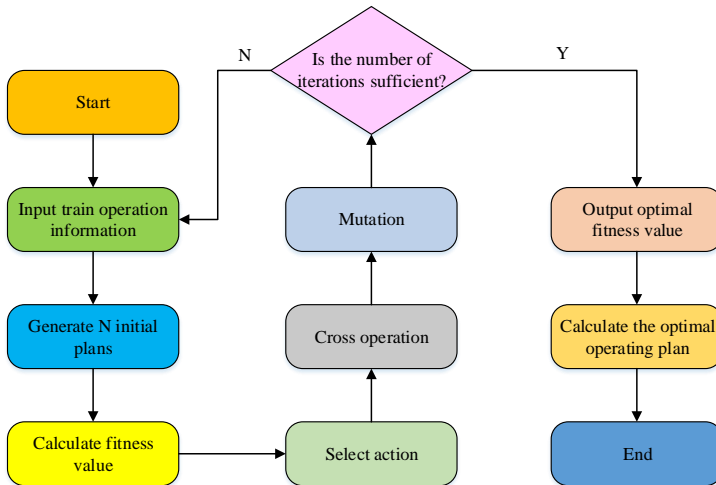 Start
Input train operation
information
Generate N initial
plans
Calculate fitness
value
Select action
Cross operation
Mutation
Is the number of
iterations sufficient?
N
Y
Output optimal
fitness value
Calculate the optimal
operating plan
End